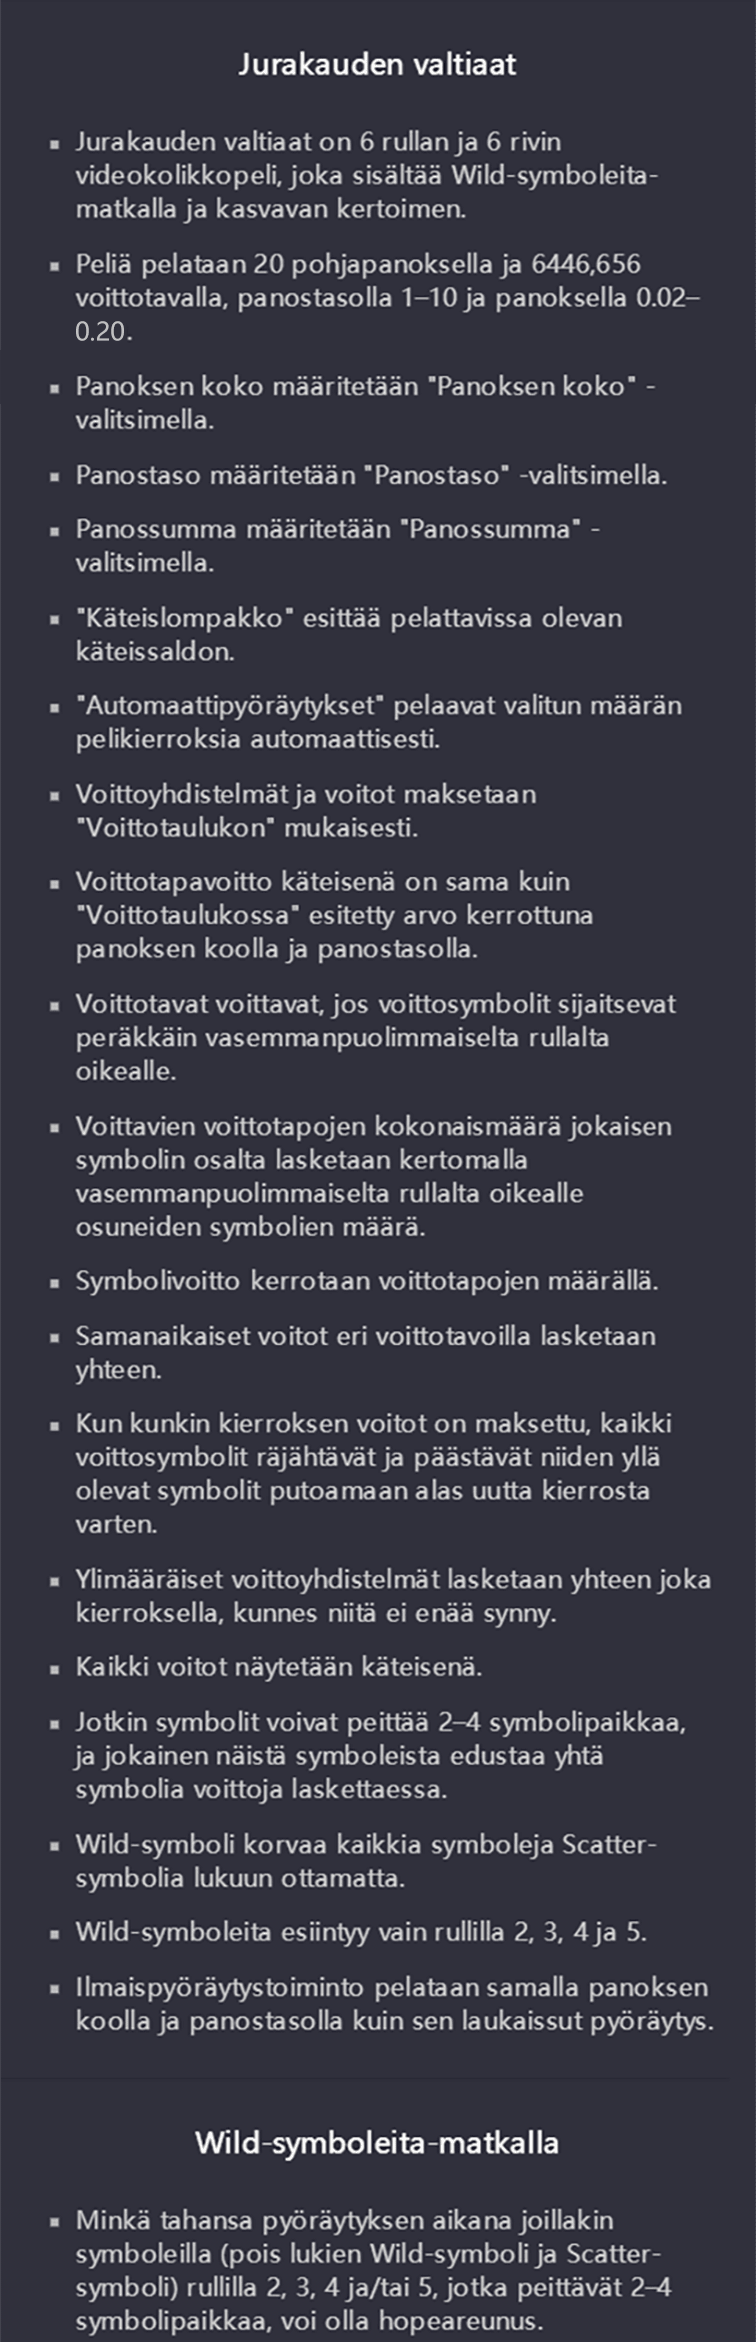 Jurakauden valtiaat
▪ Jurakauden valtiaat on 6 rullan ja 6 rivin
videokolikkopeli, joka sisältää Wild-symboleita-
matkalla ja kasvavan kertoimen.
▪ Peliä pelataan 20 pohjapanoksella ja 6446,656
voittotavalla, panostasolla 1–10 ja panoksella 0.02–
0.20.
▪ Panoksen koko määritetään "Panoksen koko" -
valitsimella.
▪ Panostaso määritetään "Panostaso" -valitsimella.
▪ Panossumma määritetään "Panossumma" -
valitsimella.
▪ "Käteislompakko" esittää pelattavissa olevan
käteissaldon.
▪ "Automaattipyöräytykset" pelaavat valitun määrän
pelikierroksia automaattisesti.
▪ Voittoyhdistelmät ja voitot maksetaan
"Voittotaulukon" mukaisesti.
▪ Voittotapavoitto käteisenä on sama kuin
"Voittotaulukossa" esitetty arvo kerrottuna
panoksen koolla ja panostasolla.
▪ Voittotavat voittavat, jos voittosymbolit sijaitsevat
peräkkäin vasemmanpuolimmaiselta rullalta
oikealle.
▪ Voittavien voittotapojen kokonaismäärä jokaisen
symbolin osalta lasketaan kertomalla
vasemmanpuolimmaiselta rullalta oikealle
osuneiden symbolien määrä.
▪ Symbolivoitto kerrotaan voittotapojen määrällä.
▪ Samanaikaiset voitot eri voittotavoilla lasketaan
yhteen.
▪ Kun kunkin kierroksen voitot on maksettu, kaikki
voittosymbolit räjähtävät ja päästävät niiden yllä
olevat symbolit putoamaan alas uutta kierrosta
varten.
▪ Ylimääräiset voittoyhdistelmät lasketaan yhteen joka
kierroksella, kunnes niitä ei enää synny.
▪ Kaikki voitot näytetään käteisenä.
▪ Jotkin symbolit voivat peittää 2–4 symbolipaikkaa,
ja jokainen näistä symboleista edustaa yhtä
symbolia voittoja laskettaessa.
▪ Wild-symboli korvaa kaikkia symboleja Scatter-
symbolia lukuun ottamatta.
▪ Wild-symboleita esiintyy vain rullilla 2, 3, 4 ja 5.
▪ Ilmaispyöräytystoiminto pelataan samalla panoksen
koolla ja panostasolla kuin sen laukaissut pyöräytys.
Wild-symboleita-matkalla
▪ Minkä tahansa pyöräytyksen aikana joillakin
symboleilla (pois lukien Wild-symboli ja Scatter-
symboli) rullilla 2, 3, 4 ja/tai 5, jotka peittävät 2–4
symbolipaikkaa, voi olla hopeareunus.